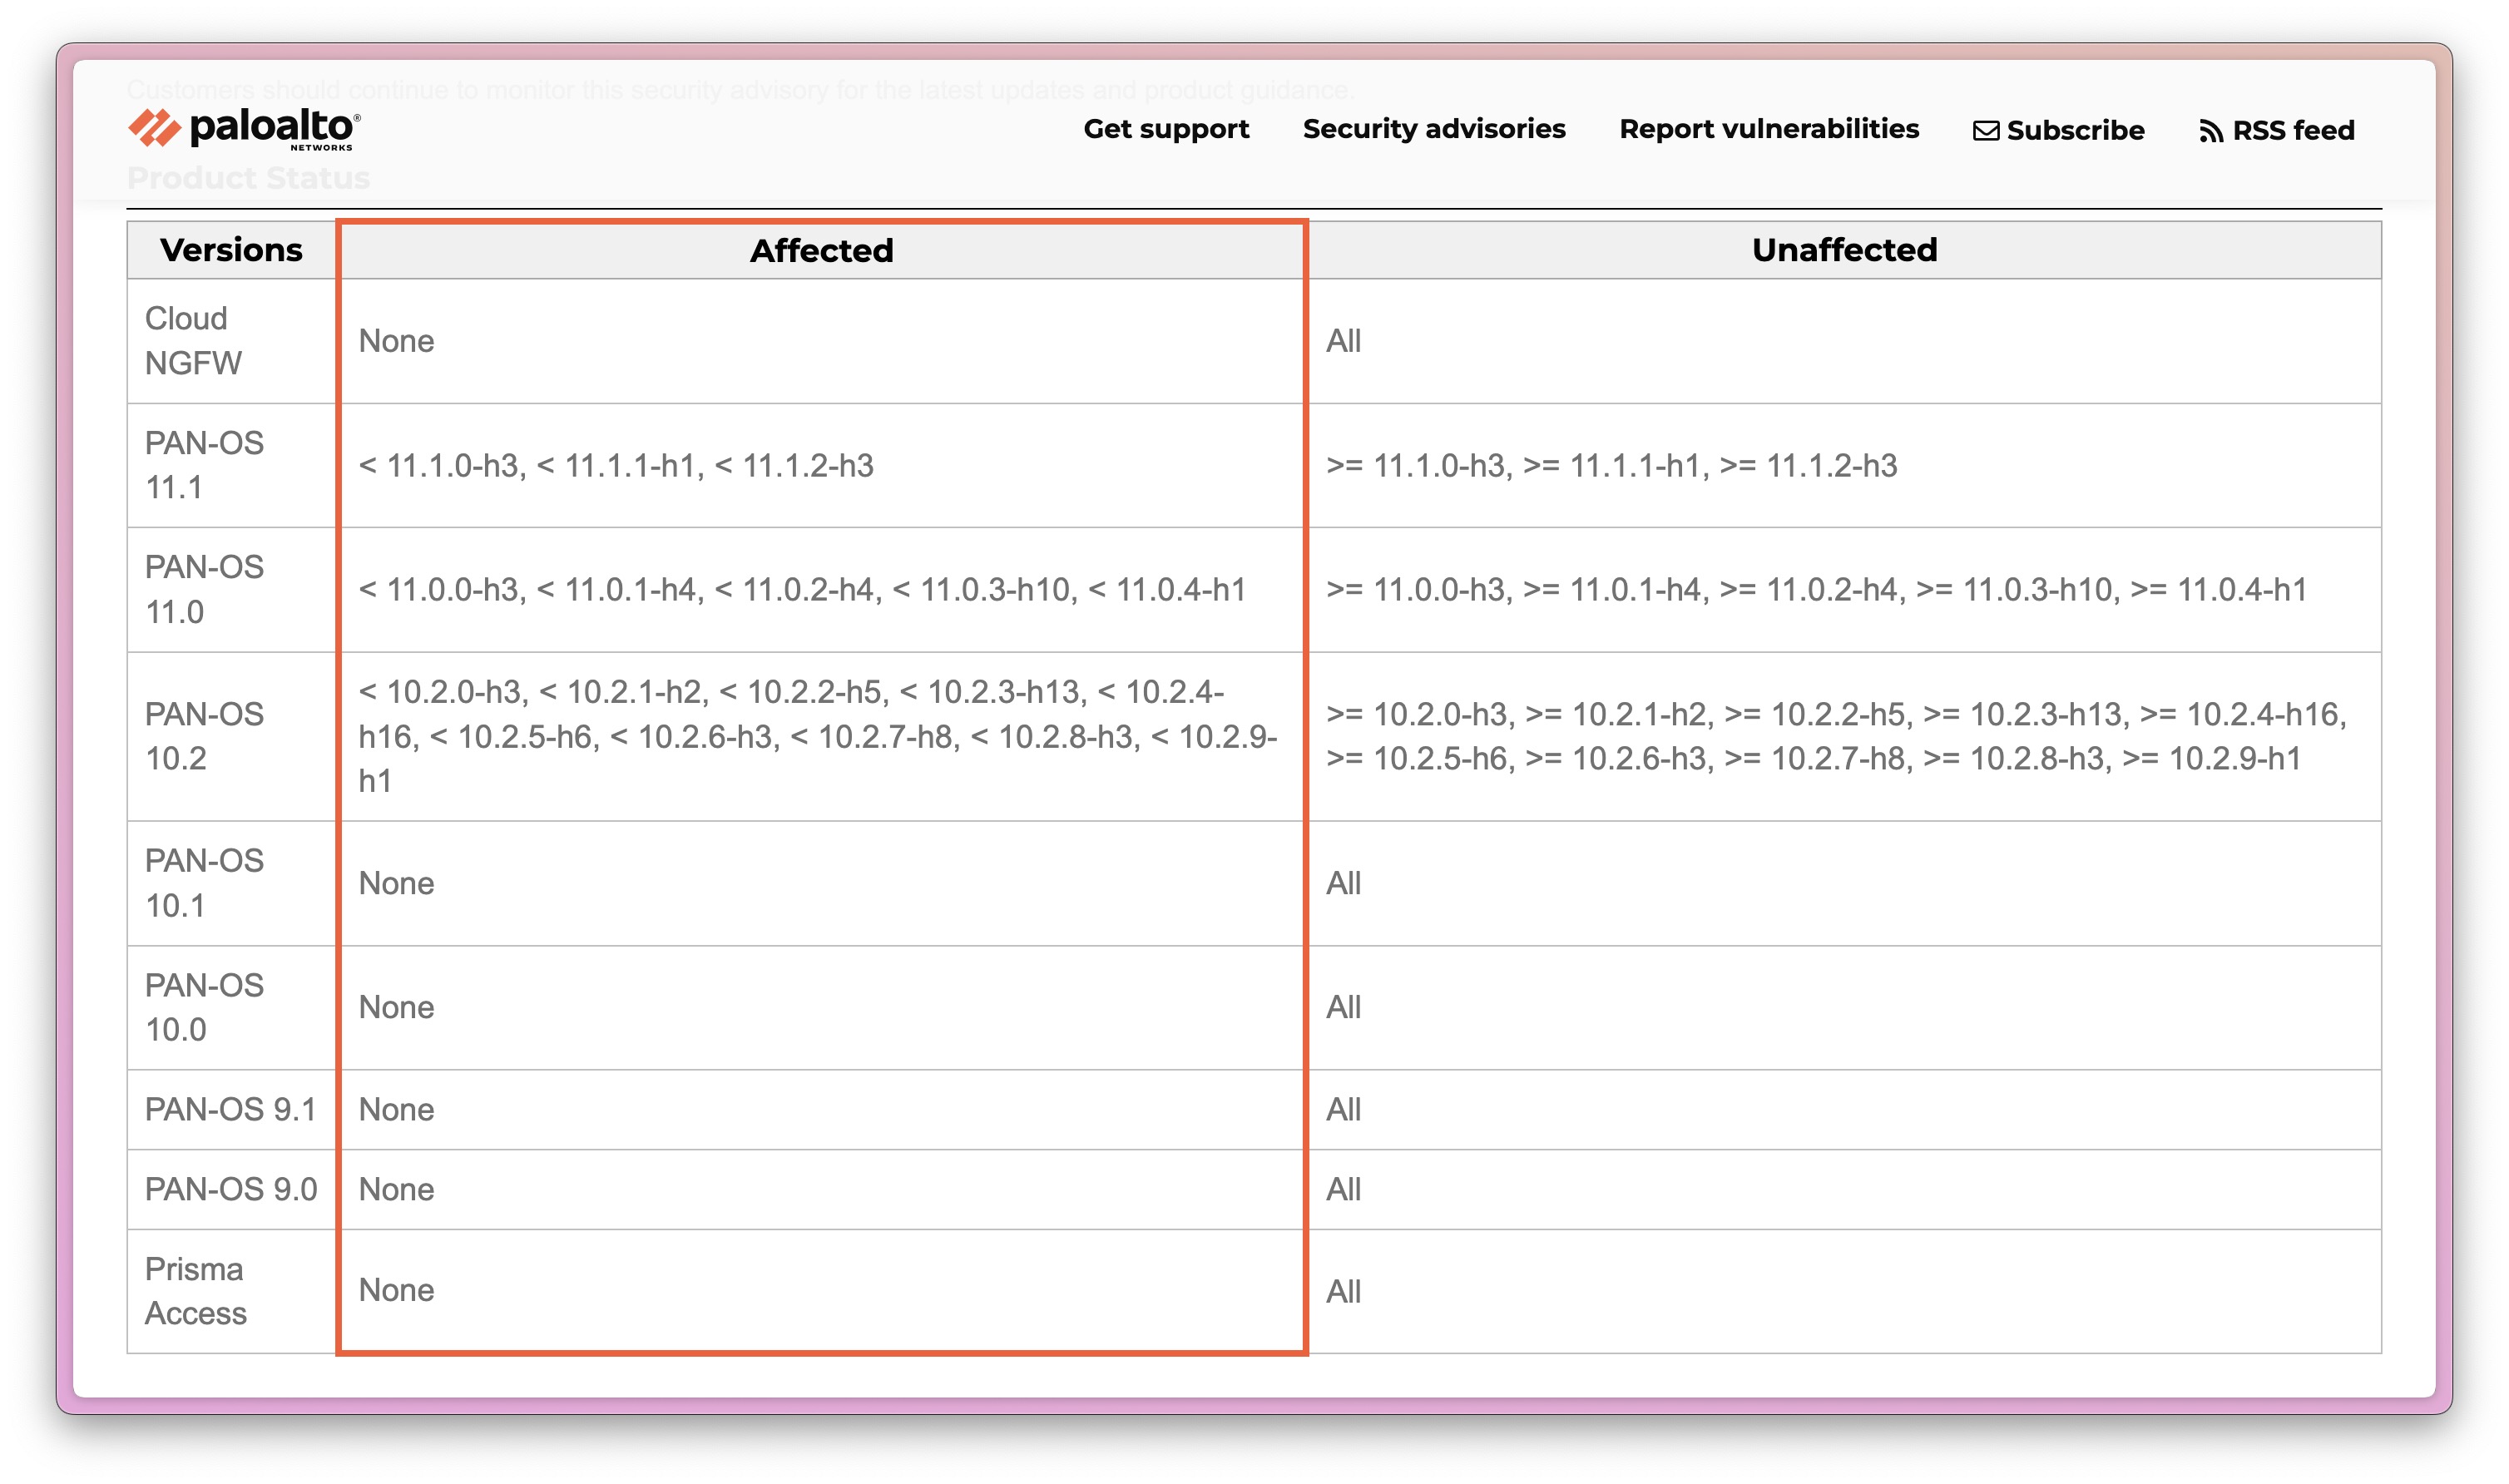 Customers should continue to monitor this security advisory for the latest updates and product guidance.
paloalto®
NETWORKS
Get support
Security advisories
Report vulnerabilities
Subscribe
RSS feed
Product Status
Versions
Affected
Unaffected
Cloud
NGFW
None
All
PAN-OS
11.1
< 11.1.0-h3, < 11.1.1-h1, < 11.1.2-h3
>= 11.1.0-h3, >= 11.1.1-h1, >= 11.1.2-h3
PAN-OS
11.0
< 11.0.0-h3, < 11.0.1-h4, < 11.0.2-h4, < 11.0.3-h10, < 11.0.4-h1
>= 11.0.0-h3, >= 11.0.1-h4, >= 11.0.2-h4, >= 11.0.3-h10, >= 11.0.4-h1
PAN-OS
10.2
< 10.2.0-h3, < 10.2.1-h2, < 10.2.2-h5, < 10.2.3-h13, < 10.2.4-
h16, < 10.2.5-h6, < 10.2.6-h3, < 10.2.7-h8, < 10.2.8-h3, < 10.2.9-
h1
>= 10.2.0-h3, >= 10.2.1-h2, >= 10.2.2-h5, >= 10.2.3-h13, >= 10.2.4-h16,
>= 10.2.5-h6, >= 10.2.6-h3, >= 10.2.7-h8, >= 10.2.8-h3, >= 10.2.9-h1
PAN-OS
10.1
None
All
PAN-OS
10.0
None
All
PAN-OS 9.1
None
All
PAN-OS 9.0
None
All
Prisma
Access
None
All